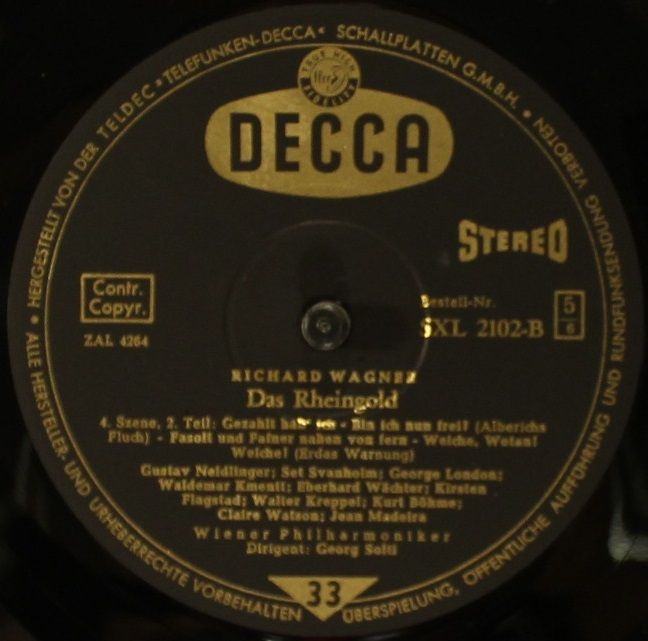 HERGESTELLT VON DER TELDEC • TELEFUNKEN-DECCA • SCHALLPLATTEN G.M.B.H. •
ALLE HERSTELLER- UND URHEBERRECHTE VORBEHALTEN
ÜBERSPIELUNG, ÖFFENTLICHE AUFFÜHRUNG UND RUNDFUNKSENDUNG VERBOTEN
TRUE HIGH
ffrr
FIDELITY
DECCA
STEREO
Contr.
Copyr.
ZAL 4264
Bestell-Nr.
SXL 2102-B
5
6
RICHARD WAGNER
Das Rheingold
4. Szene, 2. Teil: Gezahlt - Bin ich nun frei? (Alberichs
Fluch) - Fasolt und Fafner nahen von fern - Weiche, Wotan!
Weiche! (Erdas Warnung)
Gustav Neidlinger; Set Svanholm; George London;
Waldemar Kmentt; Eberhard Wächter; Kirsten
Flagstad; Walter Kreppel; Kurt Böhme;
Claire Watson; Jean Madeira
Wiener Philharmoniker
Dirigent: Georg Solti
33